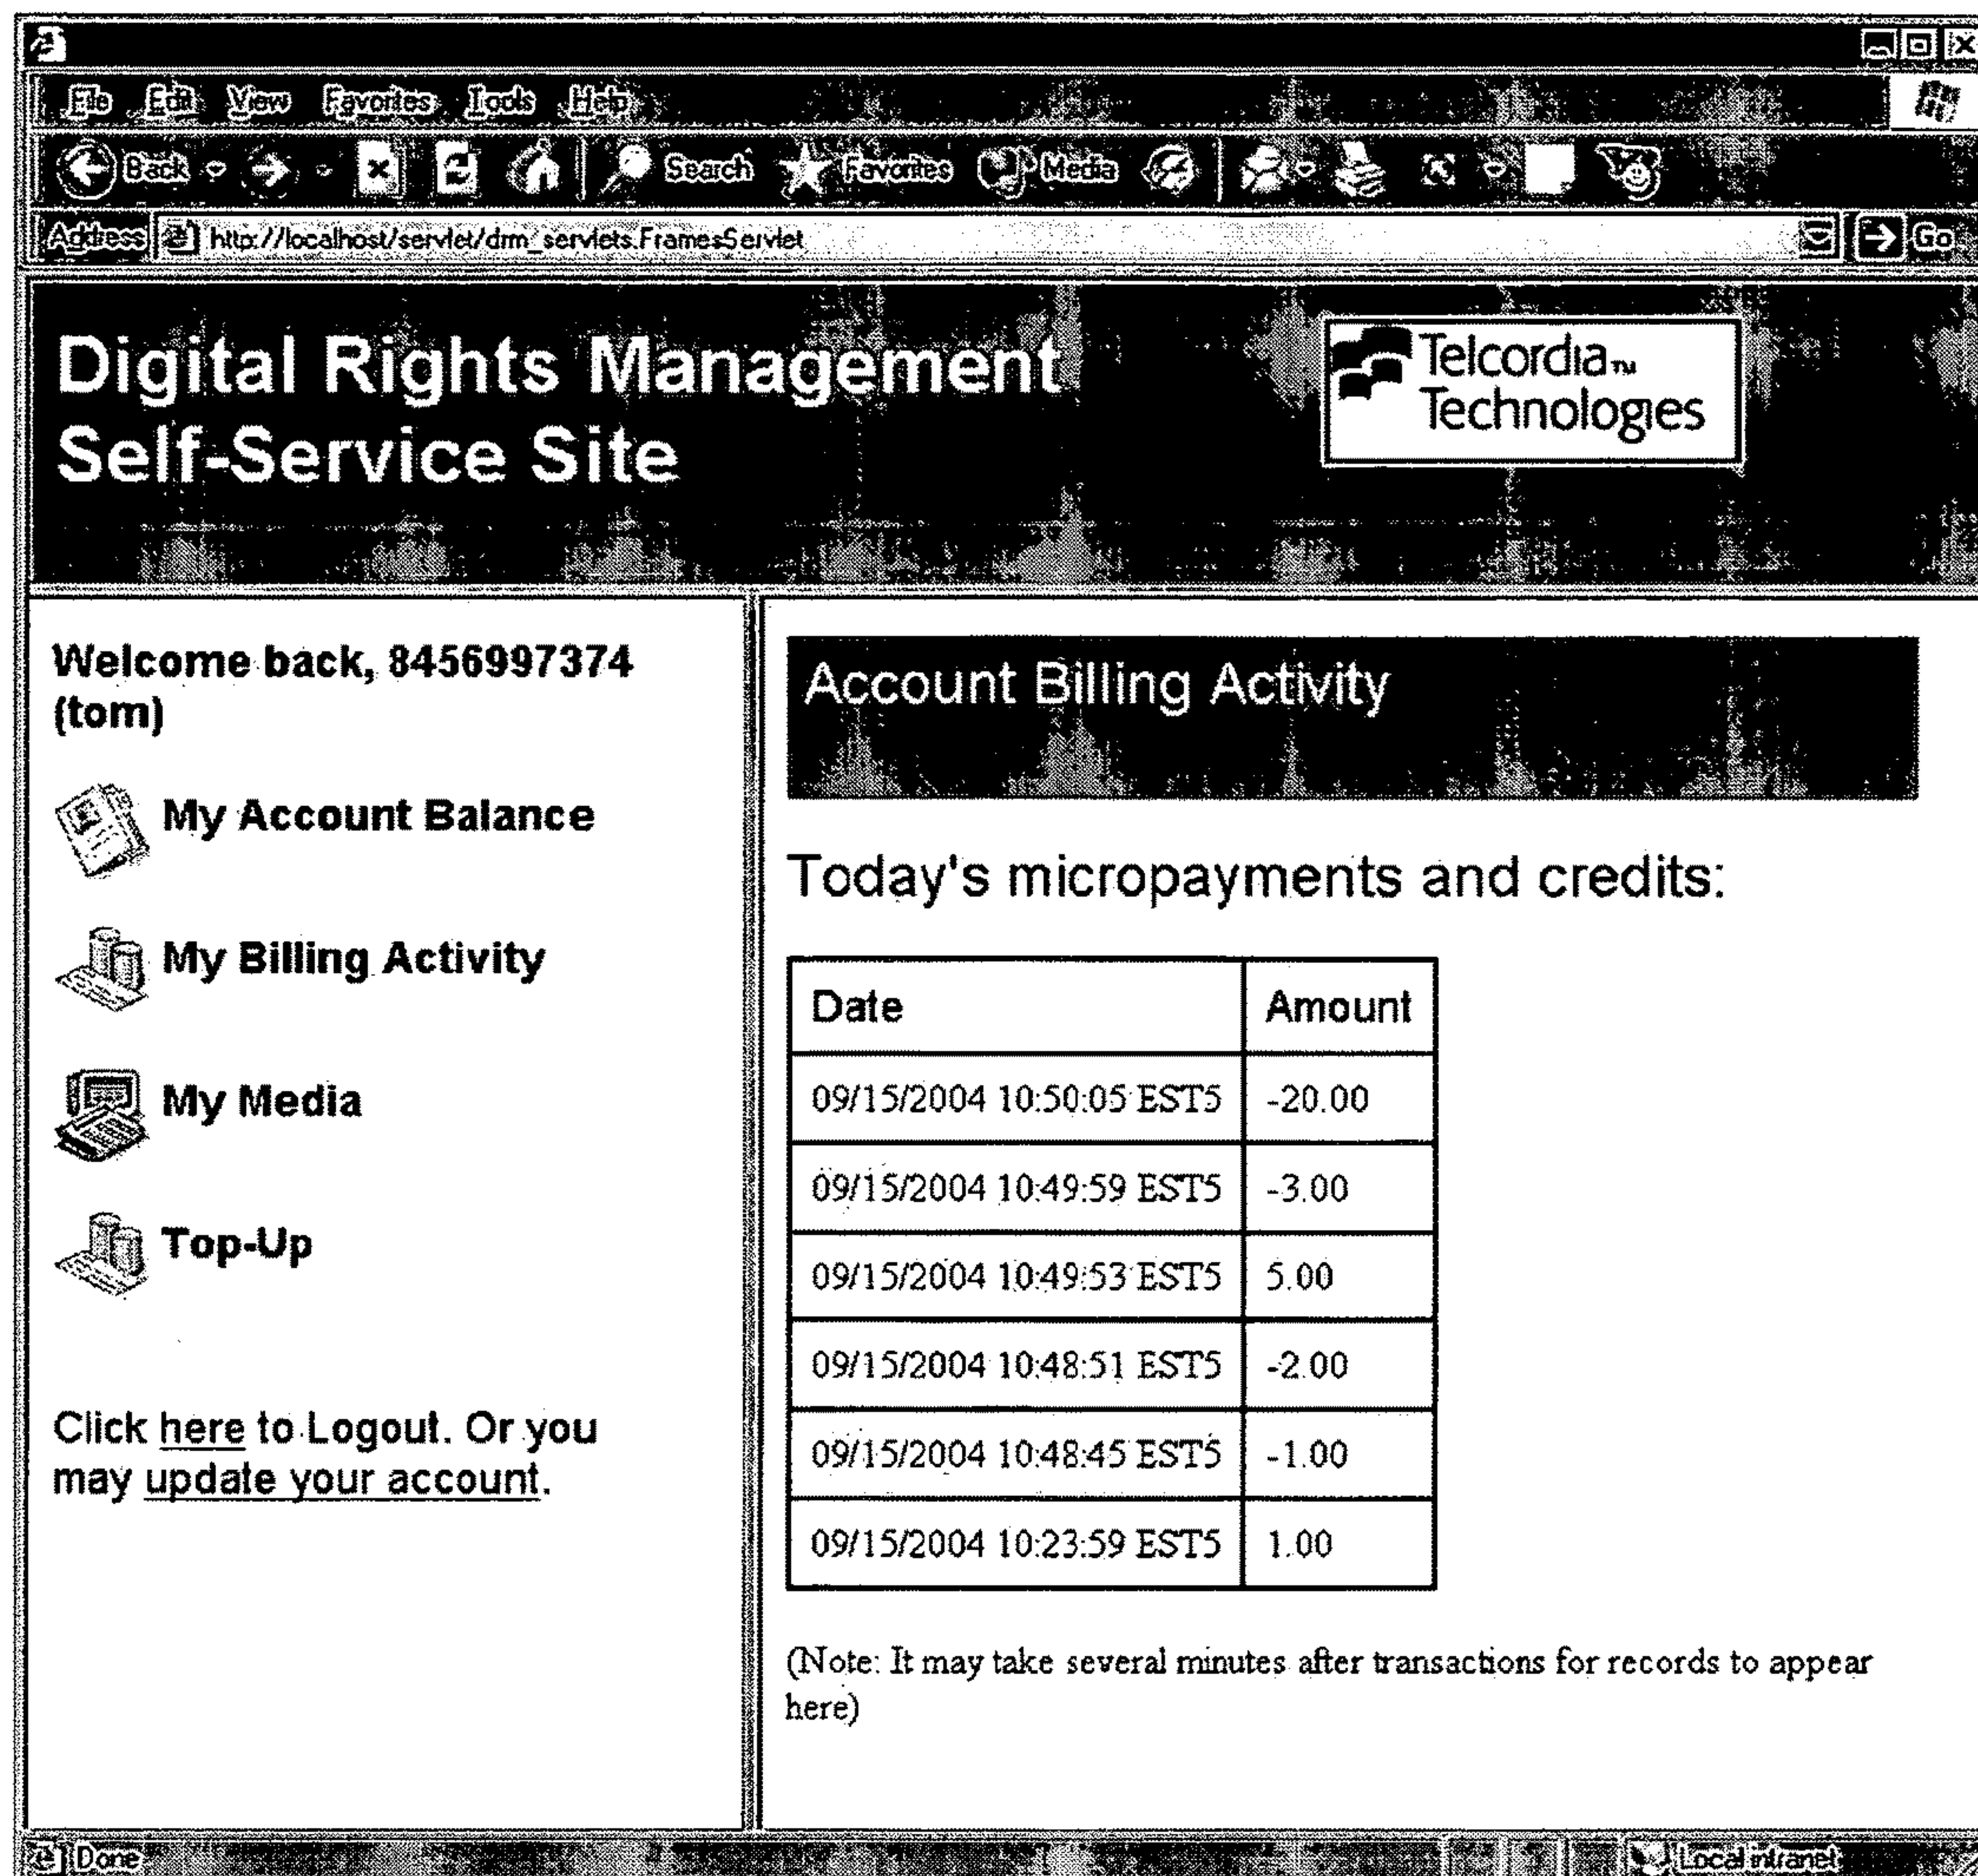 File Edit View Favorites Tools Help
Back Search Favorites Media
Address http://localhost/servlet/drm_servlets.FramesServlet Go
Digital Rights Management
Self-Service Site
Telcordia™
Technologies
Welcome back, 8456997374
(tom)
My Account Balance
My Billing Activity
My Media
Top-Up
Click here to Logout. Or you
may update your account.
Account Billing Activity
Today's micropayments and credits:
Date Amount
09/15/2004 10:50:05 EST5 -20.00
09/15/2004 10:49:59 EST5 -3.00
09/15/2004 10:49:53 EST5 5.00
09/15/2004 10:48:51 EST5 -2.00
09/15/2004 10:48:45 EST5 -1.00
09/15/2004 10:23:59 EST5 1.00
(Note: It may take several minutes after transactions for records to appear
here)
Done Local intranet